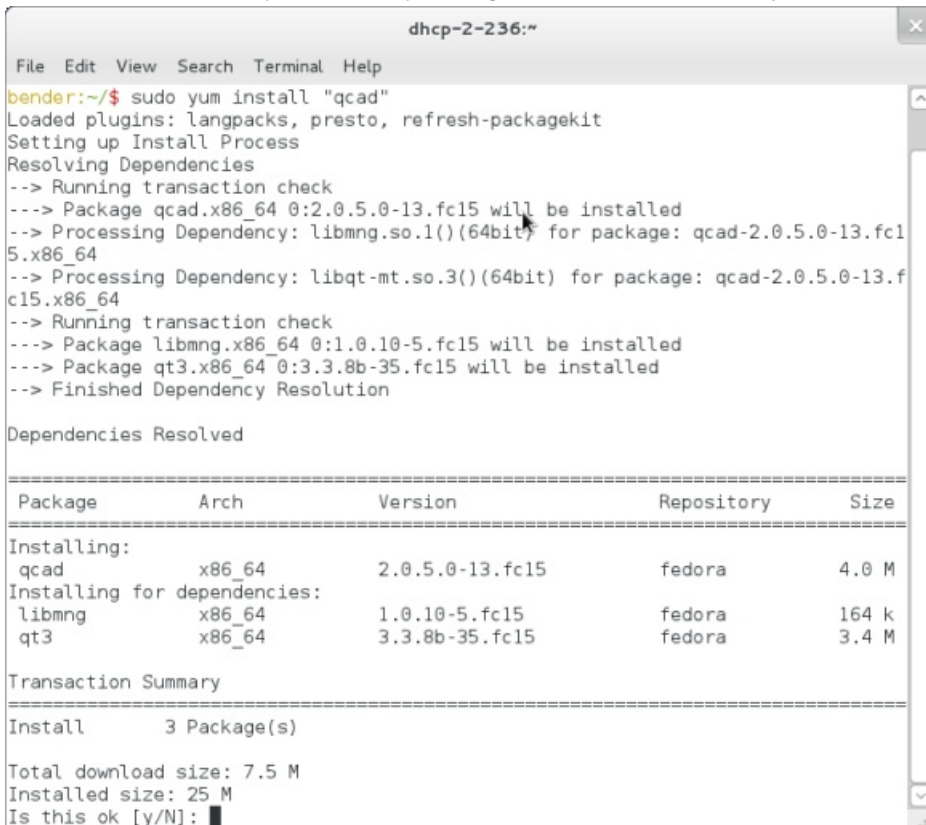 dhcp-2-236:~
File Edit View Search Terminal Help
bender:~/$ sudo yum install "qcad"
Loaded plugins: langpacks, presto, refresh-packagekit
Setting up Install Process
Resolving Dependencies
--> Running transaction check
---> Package qcad.x86_64 0:2.0.5.0-13.fc15 will be installed
--> Processing Dependency: libmng.so.1()(64bit) for package: qcad-2.0.5.0-13.fc1
5.x86_64
--> Processing Dependency: libqt-mt.so.3()(64bit) for package: qcad-2.0.5.0-13.f
c15.x86_64
--> Running transaction check
---> Package libmng.x86_64 0:1.0.10-5.fc15 will be installed
---> Package qt3.x86_64 0:3.3.8b-35.fc15 will be installed
--> Finished Dependency Resolution
Dependencies Resolved
================================================================================
Package Arch Version Repository Size
================================================================================
Installing:
qcad x86_64 2.0.5.0-13.fc15 fedora 4.0 M
Installing for dependencies:
libmng x86_64 1.0.10-5.fc15 fedora 164 k
qt3 x86_64 3.3.8b-35.fc15 fedora 3.4 M
Transaction Summary
================================================================================
Install 3 Package(s)
Total download size: 7.5 M
Installed size: 25 M
Is this ok [y/N]: